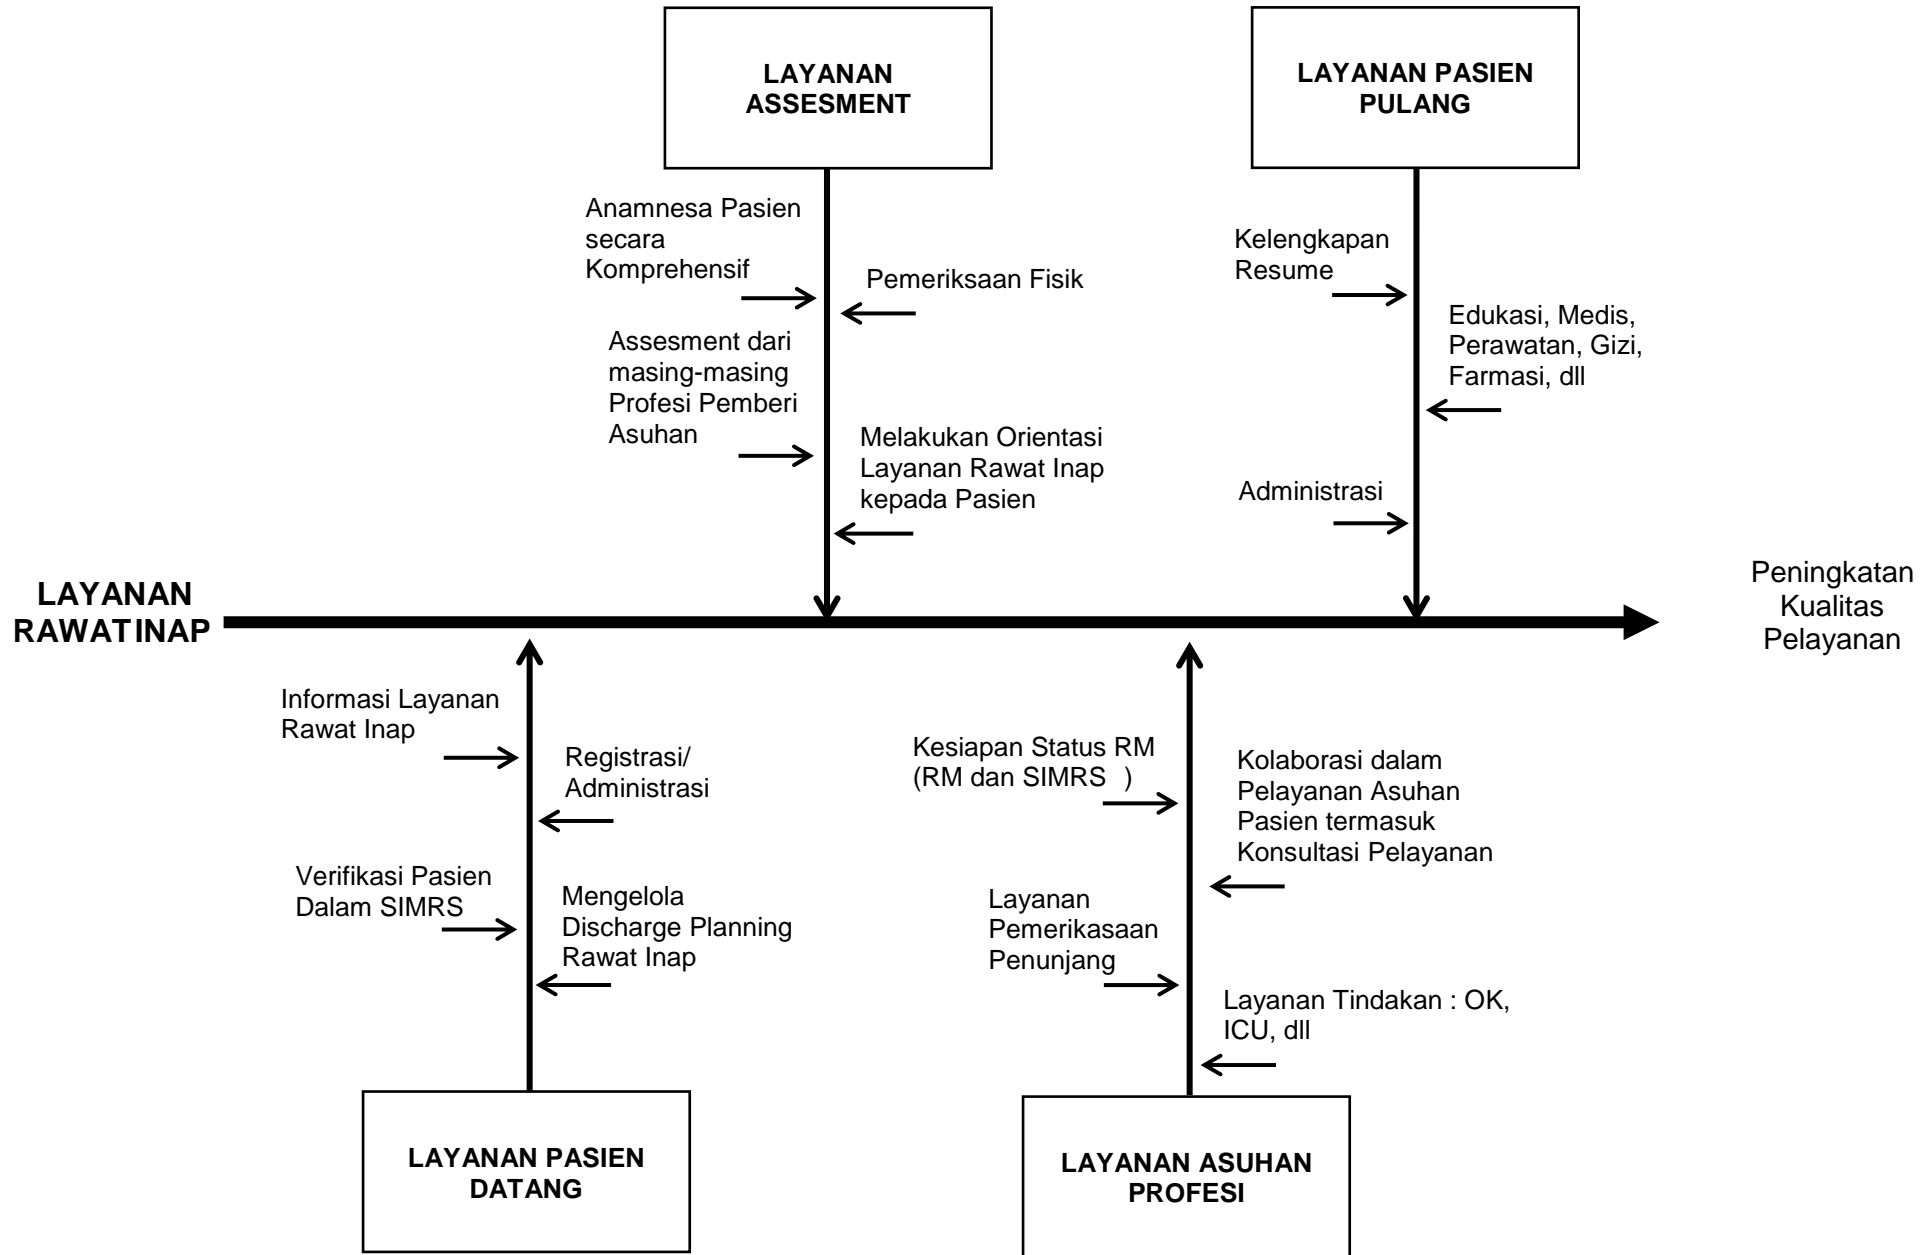 LAYANAN
ASSESMENT
LAYANAN PASIEN
PULANG
Anamnesa Pasien
secara
Komprehensif
Pemeriksaan Fisik
Assesment dari
masing-masing
Profesi Pemberi
Asuhan
Melakukan Orientasi
Layanan Rawat Inap
kepada Pasien
Kelengkapan
Resume
Edukasi, Medis,
Perawatan, Gizi,
Farmasi, dll
Administrasi
LAYANAN
RAWAT INAP
Peningkatan
Kualitas
Pelayanan
Informasi Layanan
Rawat Inap
Registrasi/
Administrasi
Verifikasi Pasien
Dalam SIMRS
Mengelola
Discharge Planning
Rawat Inap
Kesiapan Status RM
(RM dan SIMRS )
Kolaborasi dalam
Pelayanan Asuhan
Pasien termasuk
Konsultasi Pelayanan
Layanan
Pemerikasaan
Penunjang
Layanan Tindakan : OK,
ICU, dll
LAYANAN PASIEN
DATANG
LAYANAN ASUHAN
PROFESI